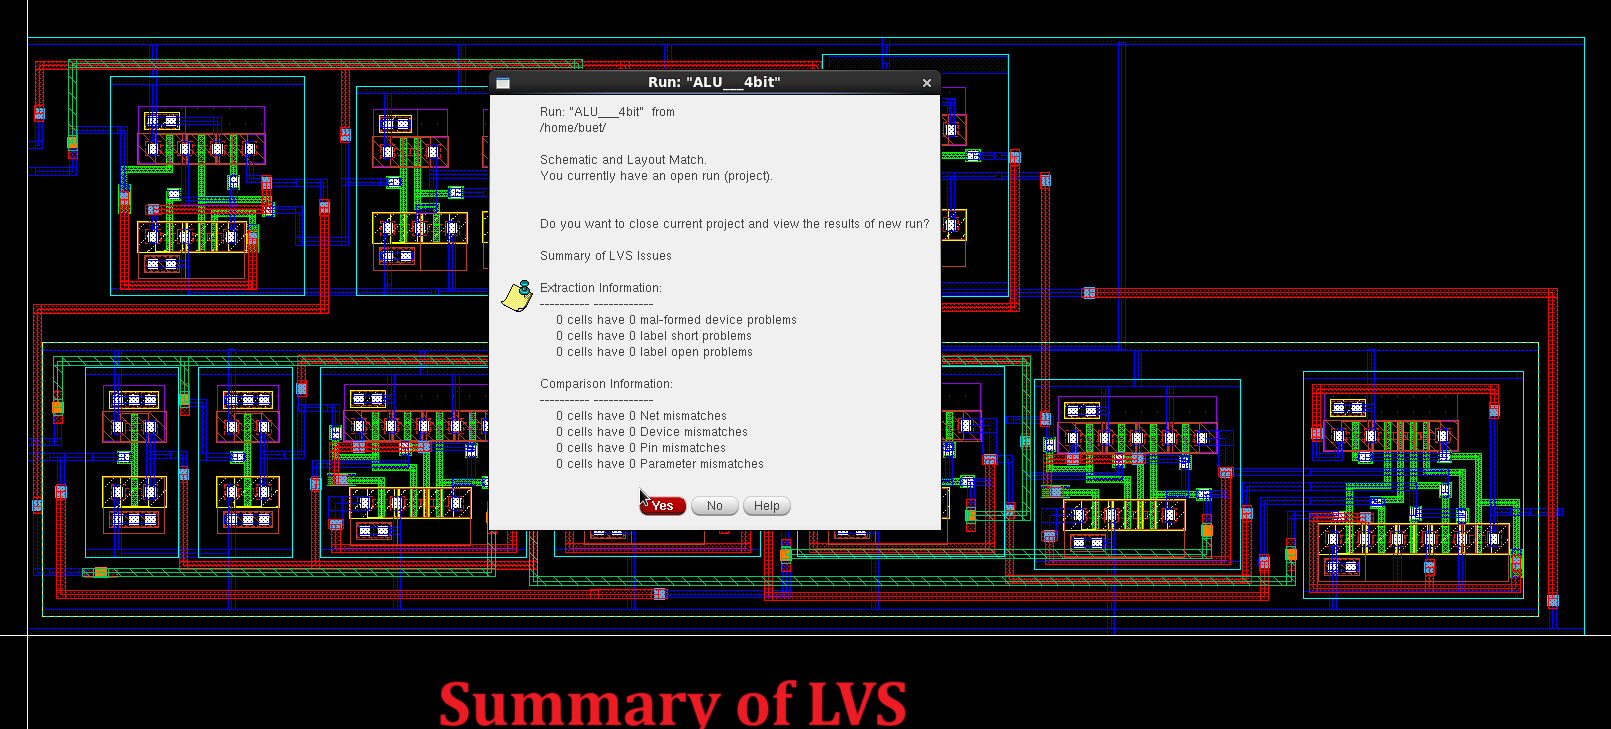 Run: "ALU___4bit"
Run: "ALU___4bit" from
/home/buet/
Schematic and Layout Match.
You currently have an open run (project).
Do you want to close current project and view the results of new run?
Summary of LVS Issues
Extraction Information:
---------- ------------
0 cells have 0 mal-formed device problems
0 cells have 0 label short problems
0 cells have 0 label open problems
Comparison Information:
---------- ------------
0 cells have 0 Net mismatches
0 cells have 0 Device mismatches
0 cells have 0 Pin mismatches
0 cells have 0 Parameter mismatches
Yes No Help
Summary of LVS